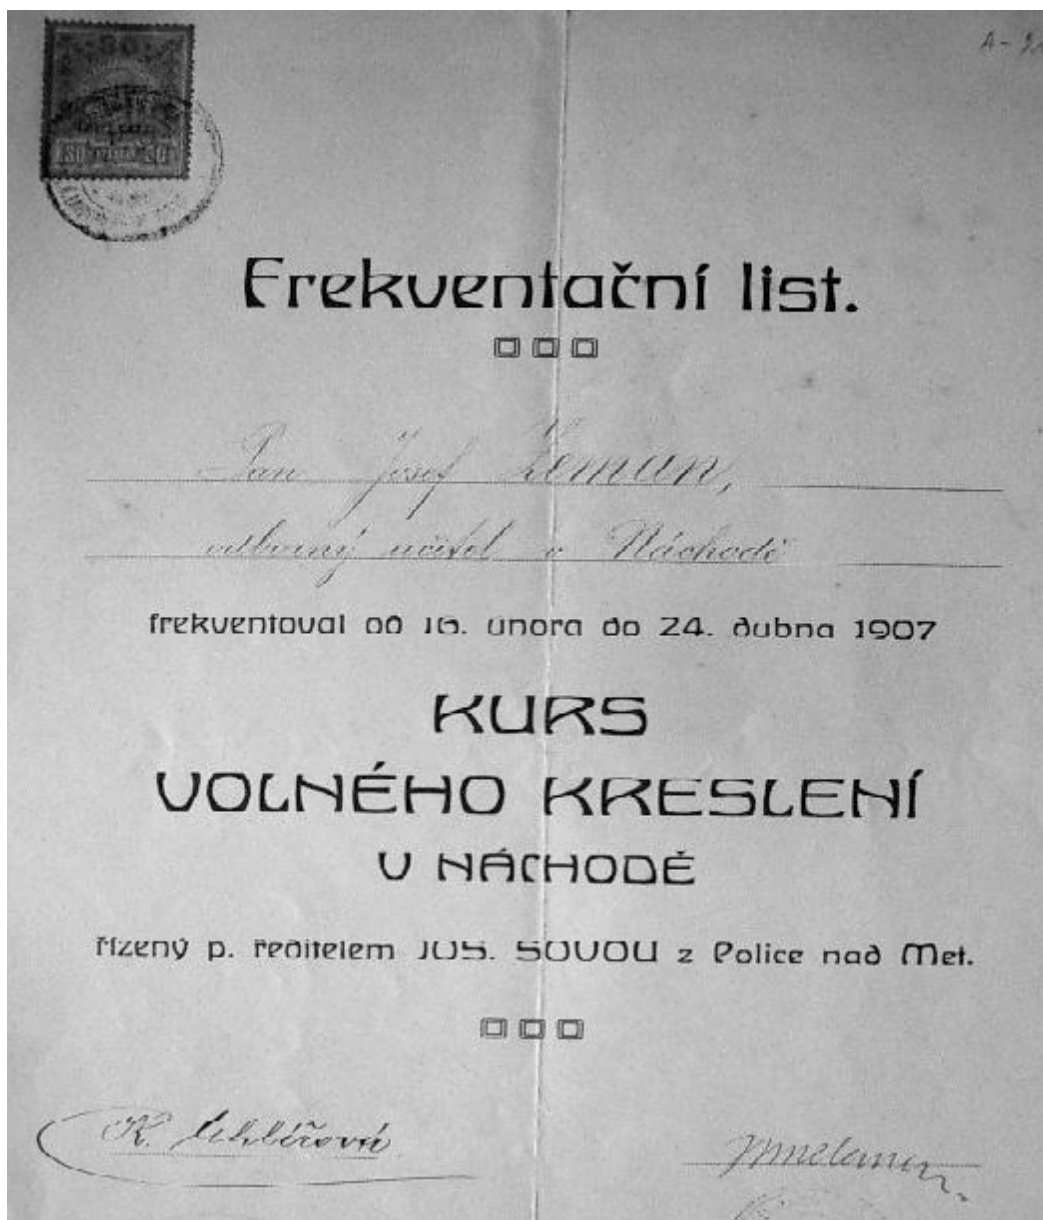 A-
Frekventační list.
Pan Josef Zeman,
odborný učitel v Náchodě
frekventoval od 16. února do 24. dubna 1907
KURS
VOLNÉHO KRESLENÍ
V NÁCHODĚ
řízený p. ředitelem JOS. SOVOU z Police nad Met.
K.